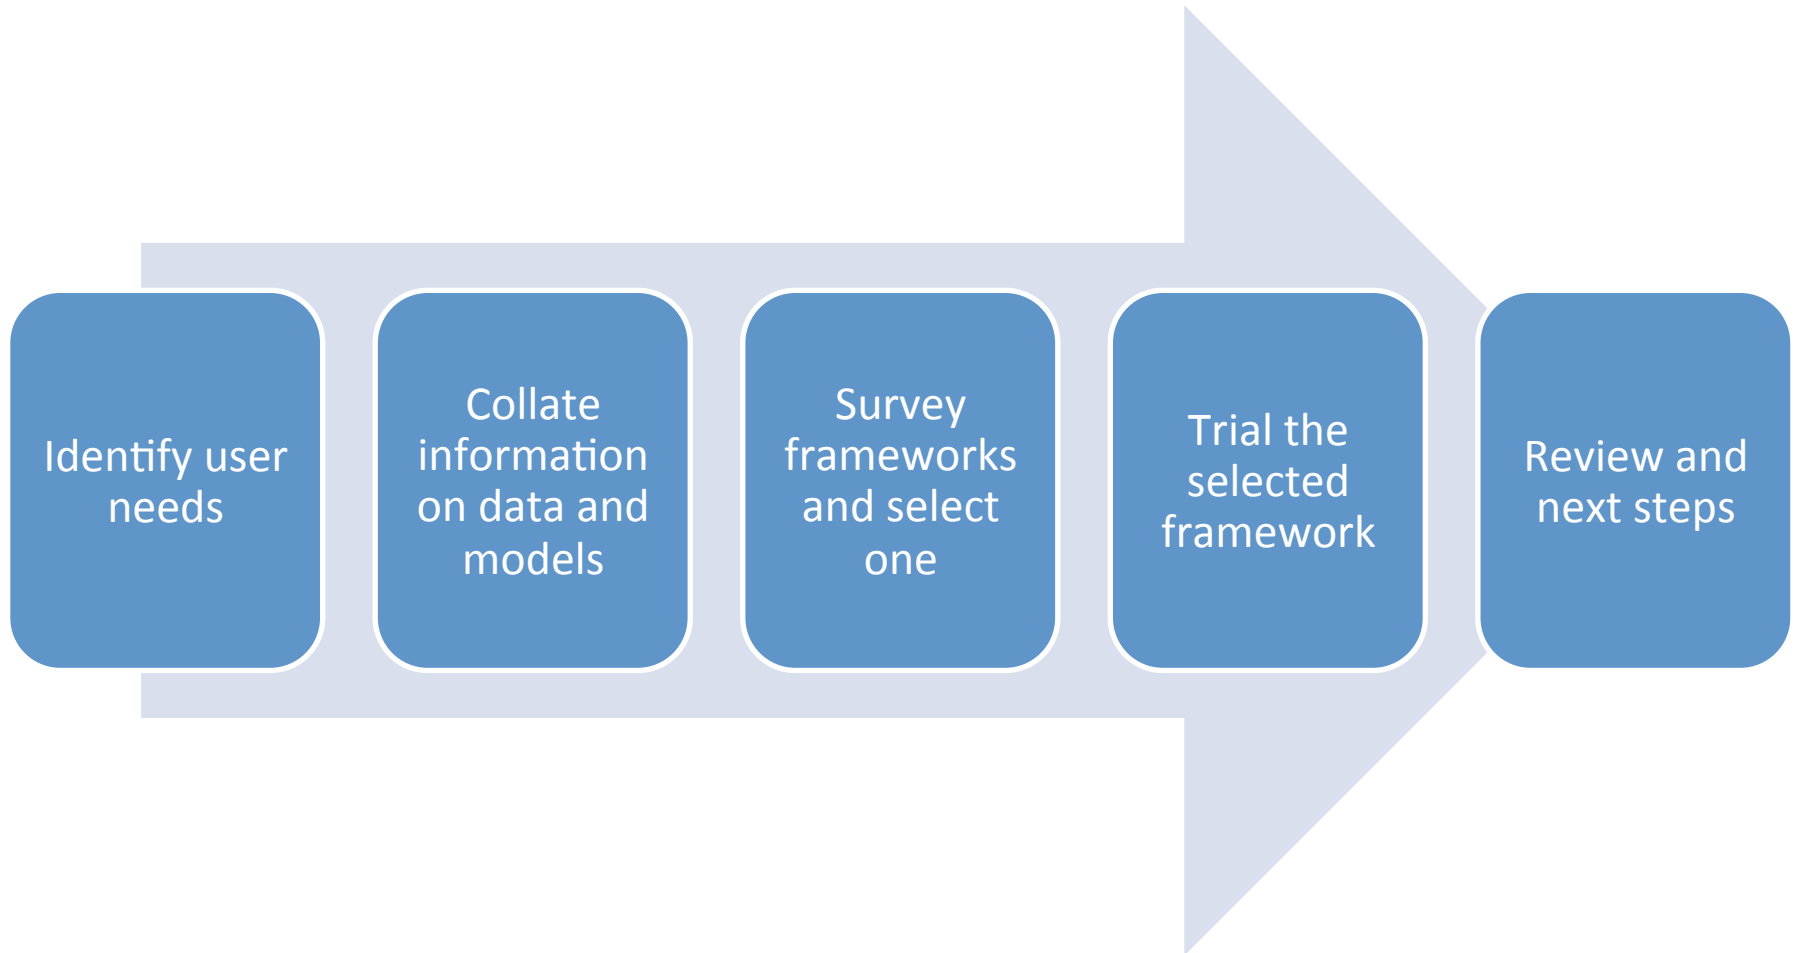 Identify user
needs
Collate
information
on data and
models
Survey
frameworks
and select
one
Trial the
selected
framework
Review and
next steps